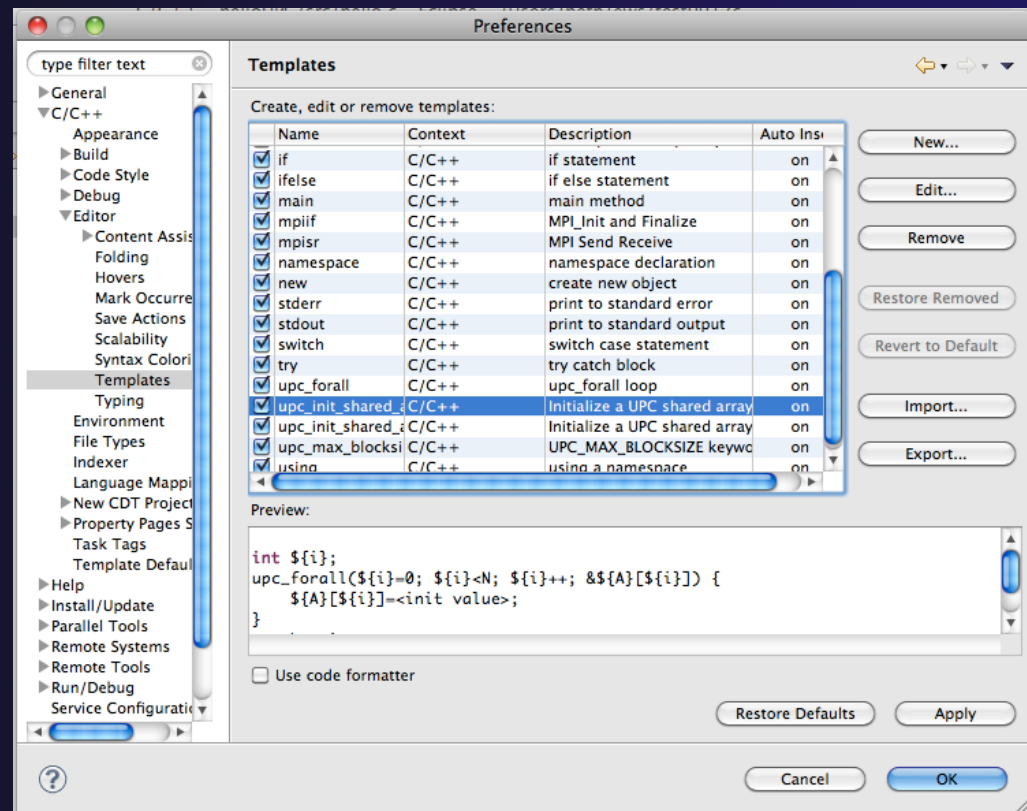 Preferences
type filter text
Templates
General
C/C++
Appearance
Build
Code Style
Debug
Editor
Content Assis
Folding
Hovers
Mark Occurre
Save Actions
Scalability
Syntax Colori
Templates
Typing
Environment
File Types
Indexer
Language Mappi
New CDT Project
Property Pages S
Task Tags
Template Defaul
Help
Install/Update
Parallel Tools
Remote Systems
Remote Tools
Run/Debug
Service Configuratio
Create, edit or remove templates:
Name Context Description Auto Inse
if C/C++ if statement on
ifelse C/C++ if else statement on
main C/C++ main method on
mpiif C/C++ MPI_Init and Finalize on
mpisr C/C++ MPI Send Receive on
namespace C/C++ namespace declaration on
new C/C++ create new object on
stderr C/C++ print to standard error on
stdout C/C++ print to standard output on
switch C/C++ switch case statement on
try C/C++ try catch block on
upc_forall C/C++ upc_forall loop on
upc_init_shared_a C/C++ Initialize a UPC shared array on
upc_init_shared_a C/C++ Initialize a UPC shared array on
upc_max_blocksi C/C++ UPC_MAX_BLOCKSIZE keywo on
using C/C++ using a namespace on
New...
Edit...
Remove
Restore Removed
Revert to Default
Import...
Export...
Preview:
int ${i};
upc_forall(${i}=0; ${i}<N; ${i}++; &${A}[${i}]) {
${A}[${i}]=<init value>;
}
Use code formatter
Restore Defaults
Apply
?
Cancel
OK